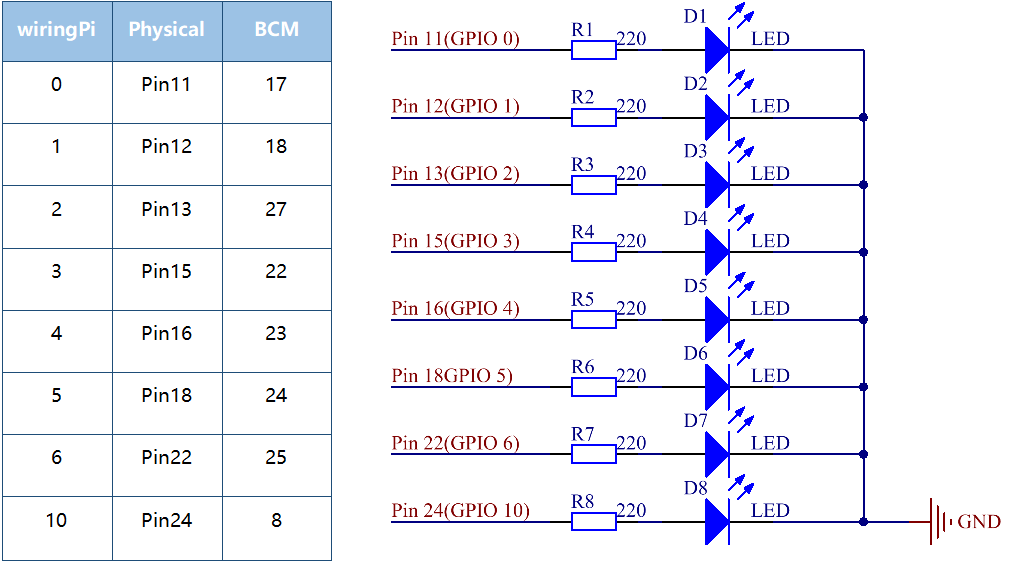 wiringPi Physical BCM
0 Pin11 17
1 Pin12 18
2 Pin13 27
3 Pin15 22
4 Pin16 23
5 Pin18 24
6 Pin22 25
10 Pin24 8
D1
Pin 11(GPIO 0) R1 220 LED
D2
Pin 12(GPIO 1) R2 220 LED
D3
Pin 13(GPIO 2) R3 220 LED
D4
Pin 15(GPIO 3) R4 220 LED
D5
Pin 16(GPIO 4) R5 220 LED
D6
Pin 18GPIO 5) R6 220 LED
D7
Pin 22(GPIO 6) R7 220 LED
D8
Pin 24(GPIO 10) R8 220 LED
GND